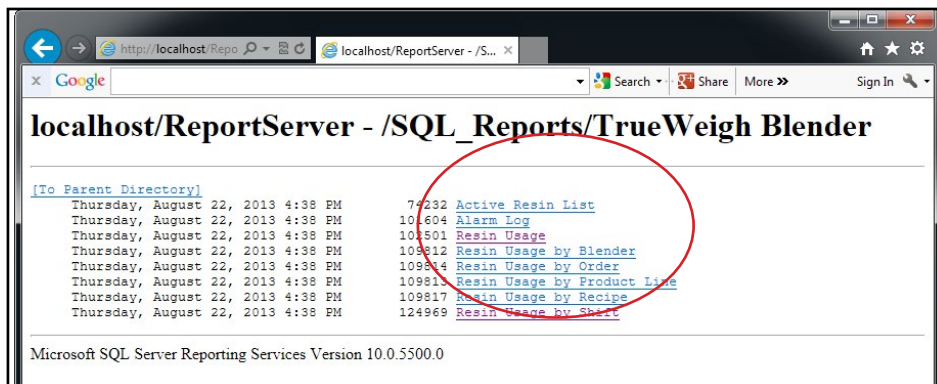 http://localhost/Repo
localhost/ReportServer - /S...
Google
Search
Share
More »
Sign In
localhost/ReportServer - /SQL_Reports/TrueWeigh Blender
[To Parent Directory]
Thursday, August 22, 2013 4:38 PM 74232 Active Resin List
Thursday, August 22, 2013 4:38 PM 101604 Alarm Log
Thursday, August 22, 2013 4:38 PM 102501 Resin Usage
Thursday, August 22, 2013 4:38 PM 109812 Resin Usage by Blender
Thursday, August 22, 2013 4:38 PM 109814 Resin Usage by Order
Thursday, August 22, 2013 4:38 PM 109813 Resin Usage by Product Line
Thursday, August 22, 2013 4:38 PM 109817 Resin Usage by Recipe
Thursday, August 22, 2013 4:38 PM 124969 Resin Usage by Shift
Microsoft SQL Server Reporting Services Version 10.0.5500.0